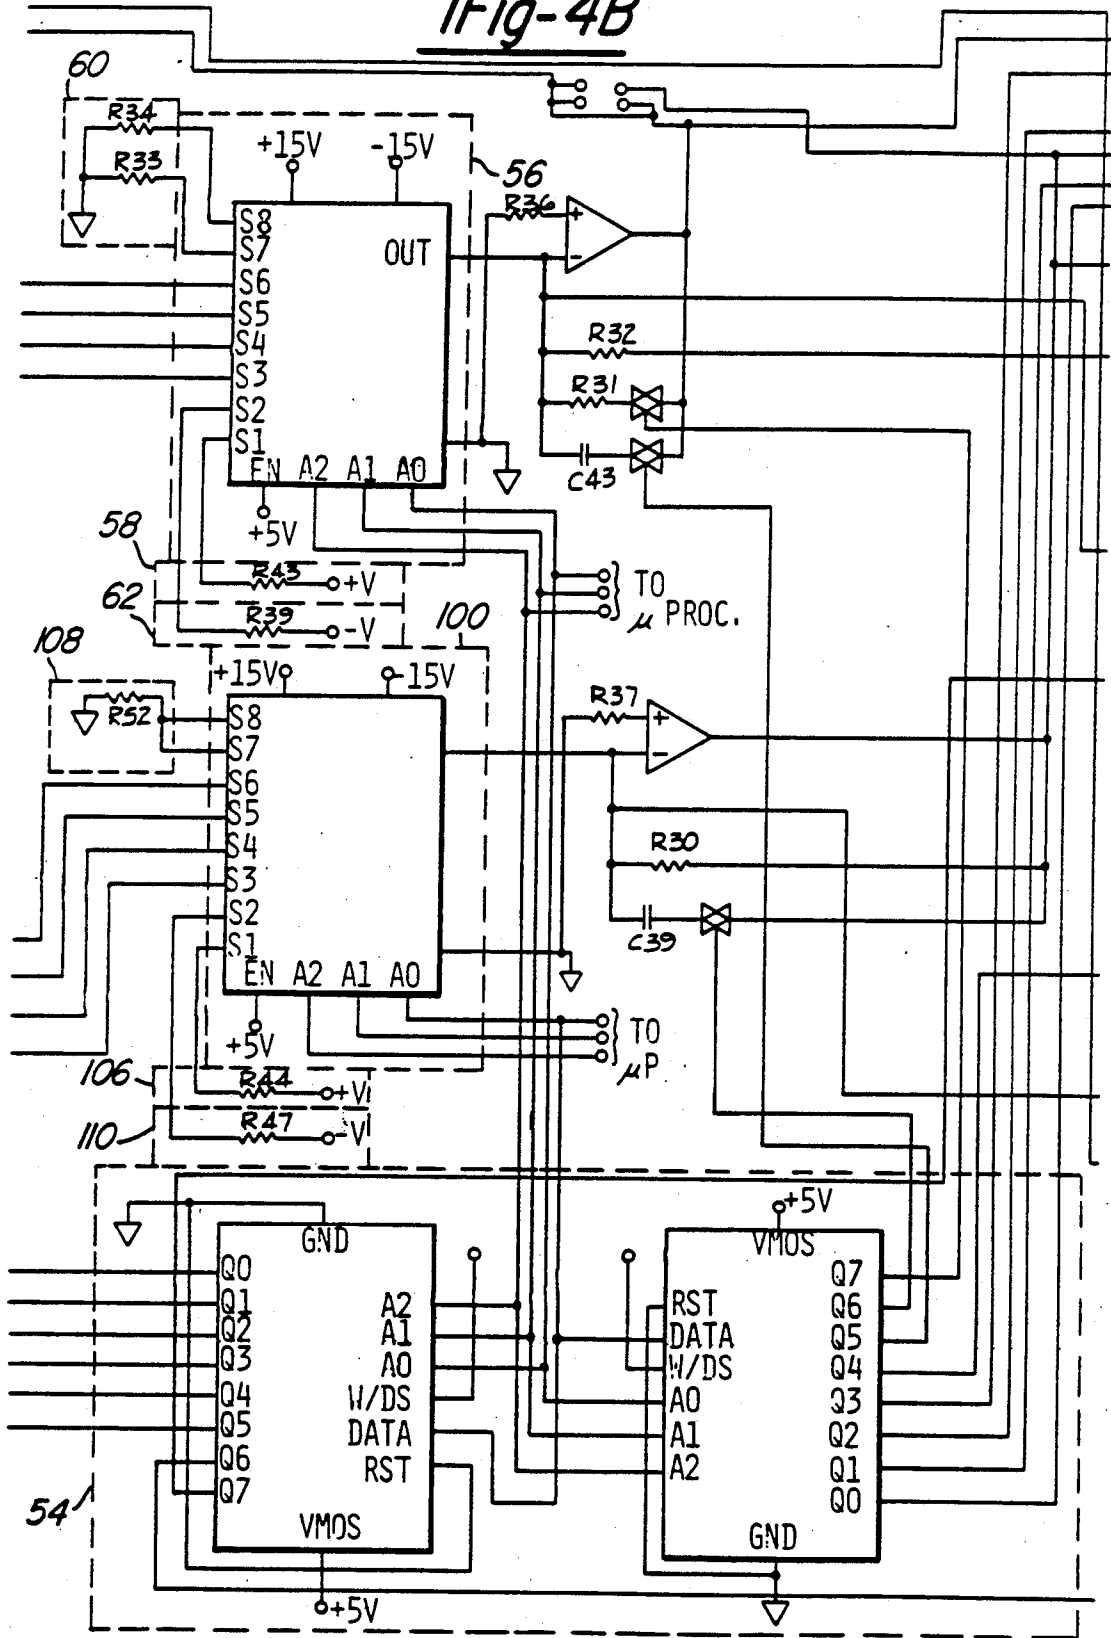 Fig-4B
60
R34
R33
+15V
-15V
56
R36
+
-
S8
S7
S6
S5
S4
S3
S2
S1
OUT
EN A2 A1 A0
+5V
R32
R31
C43
58
R43
+V
62
R39
-V
TO
μ PROC.
100
108
R52
+15V
-15V
R37
+
-
S8
S7
S6
S5
S4
S3
S2
S1
EN A2 A1 A0
+5V
R30
C39
TO
μP
106
R44
+V
110
R47
-V
54
GND
Q0
Q1
Q2
Q3
Q4
Q5
Q6
Q7
A2
A1
A0
W/DS
DATA
RST
VMOS
+5V
+5V
VMOS
RST
DATA
W/DS
A0
A1
A2
Q7
Q6
Q5
Q4
Q3
Q2
Q1
Q0
GND